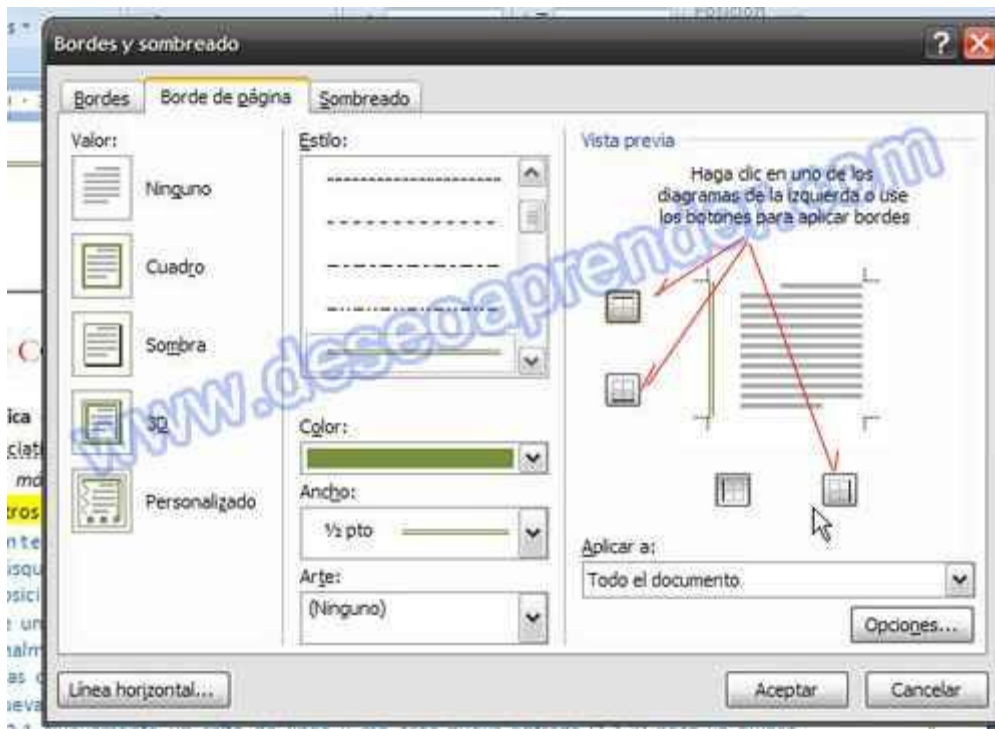 Bordes y sombreado
Bordes
Borde de página
Sombreado
Valor:
Ninguno
Cuadro
Sombra
3D
Personalizado
Estilo:
Color:
Ancho:
½ pto
Arte:
(Ninguno)
Vista previa
Haga clic en uno de los
diagramas de la izquierda o use
los botones para aplicar bordes
Aplicar a:
Todo el documento
Opciones...
Línea horizontal...
Aceptar
Cancelar
www.deseoaprender.com